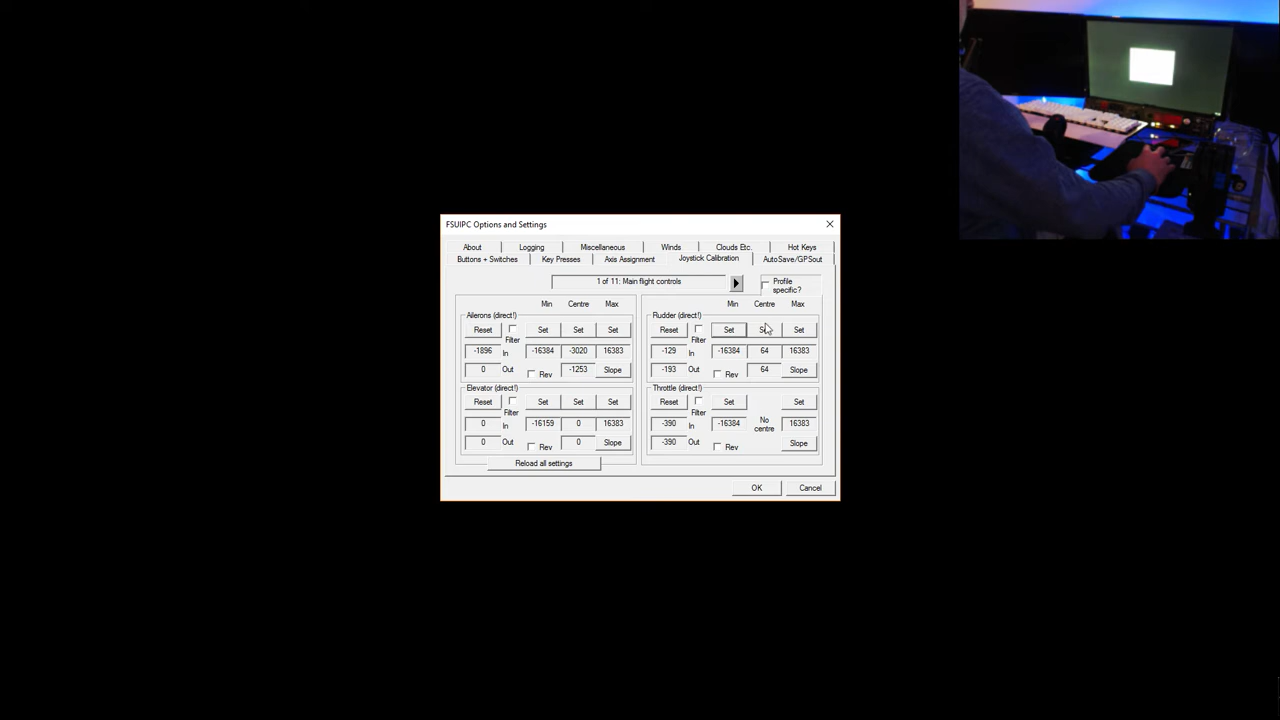 FSUIPC Options and Settings
About Logging Miscellaneous Winds Clouds Etc. Hot Keys
Buttons + Switches Key Presses Axis Assignment Joystick Calibration AutoSave/GPSout
1 of 11: Main flight controls
Profile specific?
Min Centre Max
Ailerons (direct!)
Reset Filter Set Set Set
-1896 In -16384 -3020 16383
0 Out Rev -1253 Slope
Elevator (direct!)
Reset Filter Set Set Set
0 In -16159 0 16383
0 Out Rev 0 Slope
Reload all settings
Min Centre Max
Rudder (direct!)
Reset Filter Set Set
-129 In -16384 64 16383
-193 Out Rev 64 Slope
Throttle (direct!)
Reset Filter Set Set
-390 In -16384 No centre 16383
-390 Out Rev Slope
OK Cancel